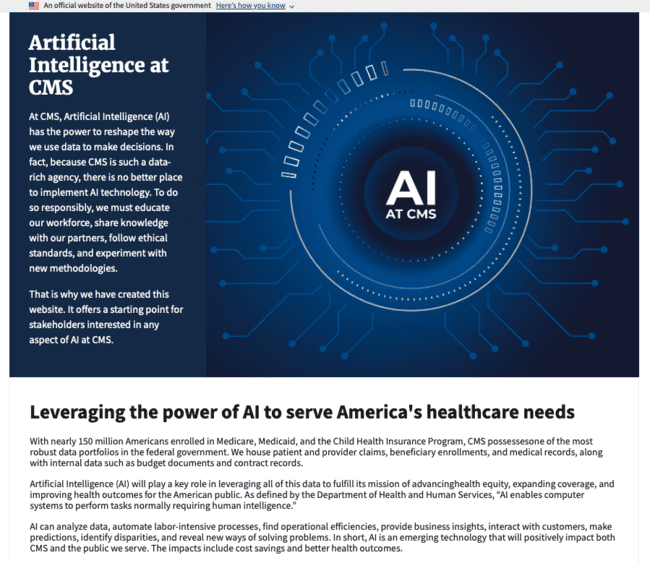 An official website of the United States government Here's how you know
Artificial
Intelligence at
CMS
At CMS, Artificial Intelligence (AI)
has the power to reshape the way
we use data to make decisions. In
fact, because CMS is such a data-
rich agency, there is no better place
to implement AI technology. To do
so responsibly, we must educate
our workforce, share knowledge
with our partners, follow ethical
standards, and experiment with
new methodologies.
That is why we have created this
website. It offers a starting point for
stakeholders interested in any
aspect of AI at CMS.
AI
AT CMS
Leveraging the power of AI to serve America's healthcare needs
With nearly 150 million Americans enrolled in Medicare, Medicaid, and the Child Health Insurance Program, CMS possessesone of the most
robust data portfolios in the federal government. We house patient and provider claims, beneficiary enrollments, and medical records, along
with internal data such as budget documents and contract records.
Artificial Intelligence (AI) will play a key role in leveraging all of this data to fulfill its mission of advancinghealth equity, expanding coverage, and
improving health outcomes for the American public. As defined by the Department of Health and Human Services, “AI enables computer
systems to perform tasks normally requiring human intelligence.”
AI can analyze data, automate labor-intensive processes, find operational efficiencies, provide business insights, interact with customers, make
predictions, identify disparities, and reveal new ways of solving problems. In short, AI is an emerging technology that will positively impact both
CMS and the public we serve. The impacts include cost savings and better health outcomes.